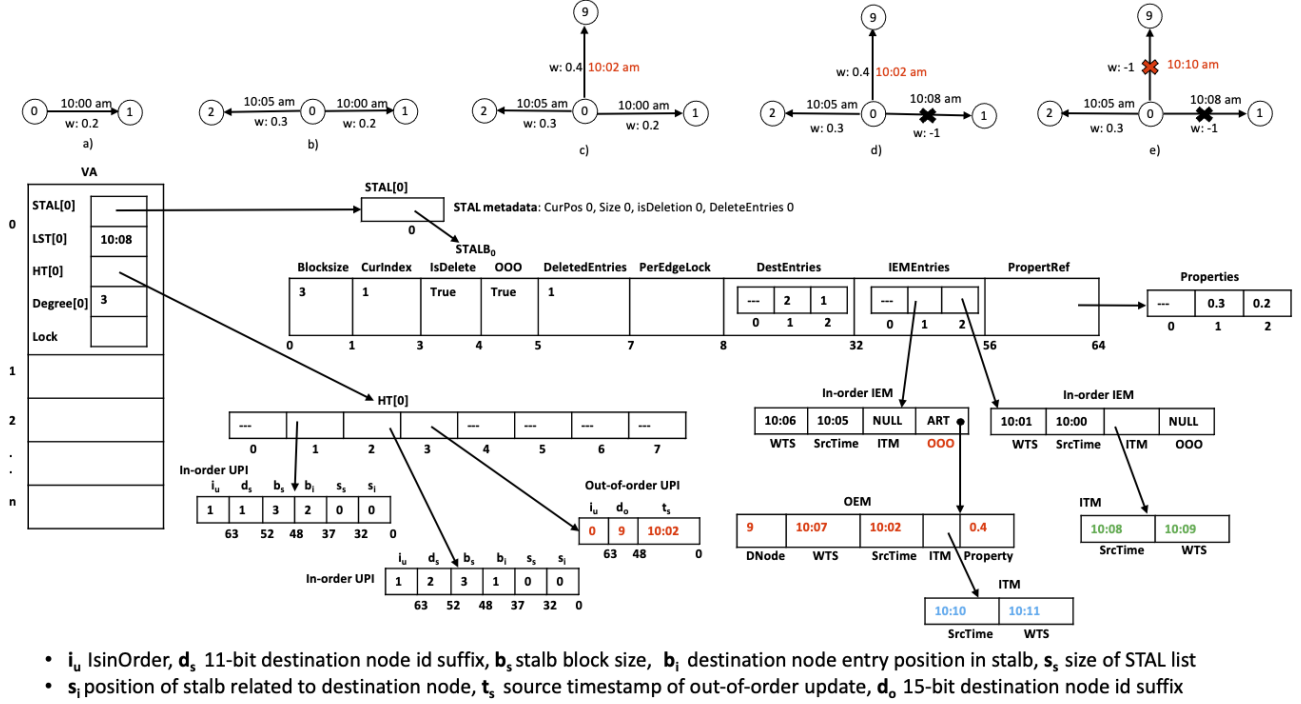 9
w: 0.4 10:02 am
0 10:00 am 1
w: 0.2
a)
2 10:05 am 0 10:00 am 1
w: 0.3 w: 0.2
b)
2 10:05 am 0 10:00 am 1
w: 0.3 w: 0.2
c)
9
w: 0.4 10:02 am
2 10:05 am 0 10:08 am 1
w: 0.3 w: -1
d)
9
w: -1 10:10 am
2 10:05 am 0 10:08 am 1
w: 0.3 w: -1
e)
VA
0
STAL[0]
LST[0] 10:08
HT[0]
Degree[0] 3
Lock
1
2
.
.
n
STAL[0]
0
STAL metadata: CurPos 0, Size 0, isDeletion 0, DeleteEntries 0
STALB0
Blocksize CurIndex IsDelete OOO DeletedEntries PerEdgeLock DestEntries IEMEntries PropertRef
3 1 True True 1
--- 2 1
0 1 2
--- 
0 1 2
0 1 3 4 5 7 8 32 56 64
Properties
--- 0.3 0.2
0 1 2
HT[0]
--- --- --- --- --- ---
0 1 2 3 4 5 6 7
In-order UPI
iu ds bs bi ss si
1 1 3 2 0 0
63 52 48 37 32 0
In-order UPI
iu ds bs bi ss si
1 2 3 1 0 0
63 52 48 37 32 0
Out-of-order UPI
iu do ts
0 9 10:02
63 48 0
In-order IEM
10:06 10:05 NULL ART
WTS SrcTime ITM OOO
In-order IEM
10:01 10:00 NULL
WTS SrcTime ITM OOO
OEM
9 10:07 10:02 0.4
DNode WTS SrcTime ITM Property
ITM
10:08 10:09
SrcTime WTS
ITM
10:10 10:11
SrcTime WTS
• iu IsinOrder, ds 11-bit destination node id suffix, bs stalb block size, bi destination node entry position in stalb, ss size of STAL list
• si position of stalb related to destination node, ts source timestamp of out-of-order update, do 15-bit destination node id suffix